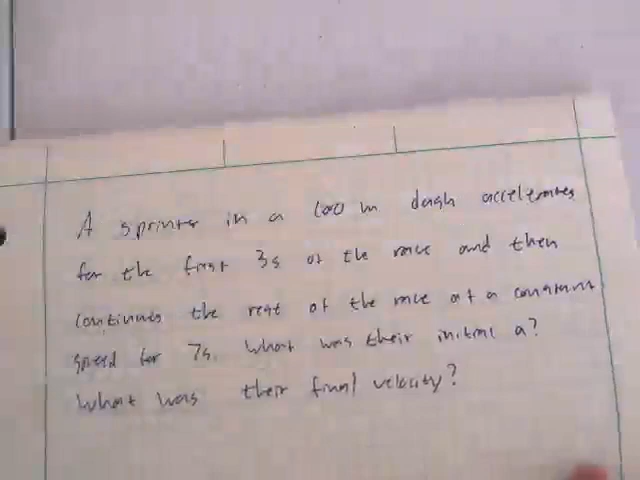 A sprinter in a 100 m dash accelerates
for the first 3s of the race and then
continues the rest of the race at a constant
speed for 7s. What was their initial a?
What was their final velocity?